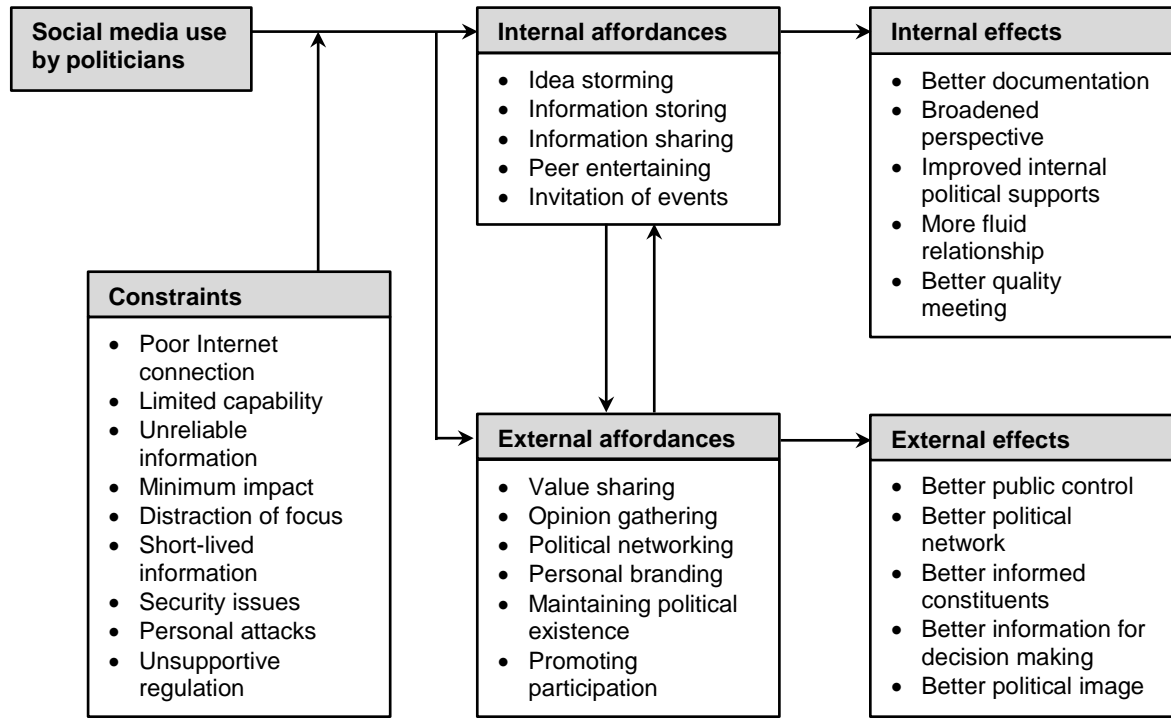 Social media use
by politicians
Internal affordances
• Idea storming
• Information storing
• Information sharing
• Peer entertaining
• Invitation of events
Internal effects
• Better documentation
• Broadened
perspective
• Improved internal
political supports
• More fluid
relationship
• Better quality
meeting
Constraints
• Poor Internet
connection
• Limited capability
• Unreliable
information
• Minimum impact
• Distraction of focus
• Short-lived
information
• Security issues
• Personal attacks
• Unsupportive
regulation
External affordances
• Value sharing
• Opinion gathering
• Political networking
• Personal branding
• Maintaining political
existence
• Promoting
participation
External effects
• Better public control
• Better political
network
• Better informed
constituents
• Better information for
decision making
• Better political image